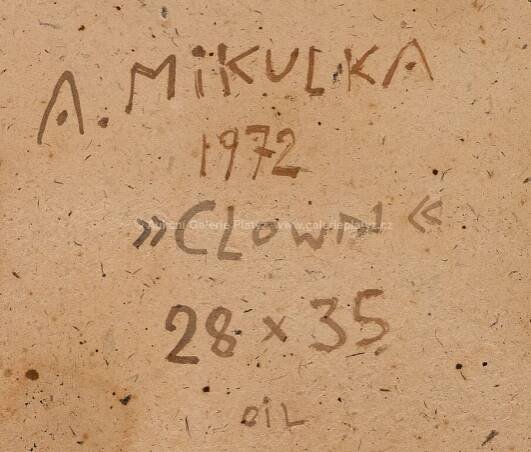 A. MiKULKA
1972
»CLOWN«
28 x 35
OiL